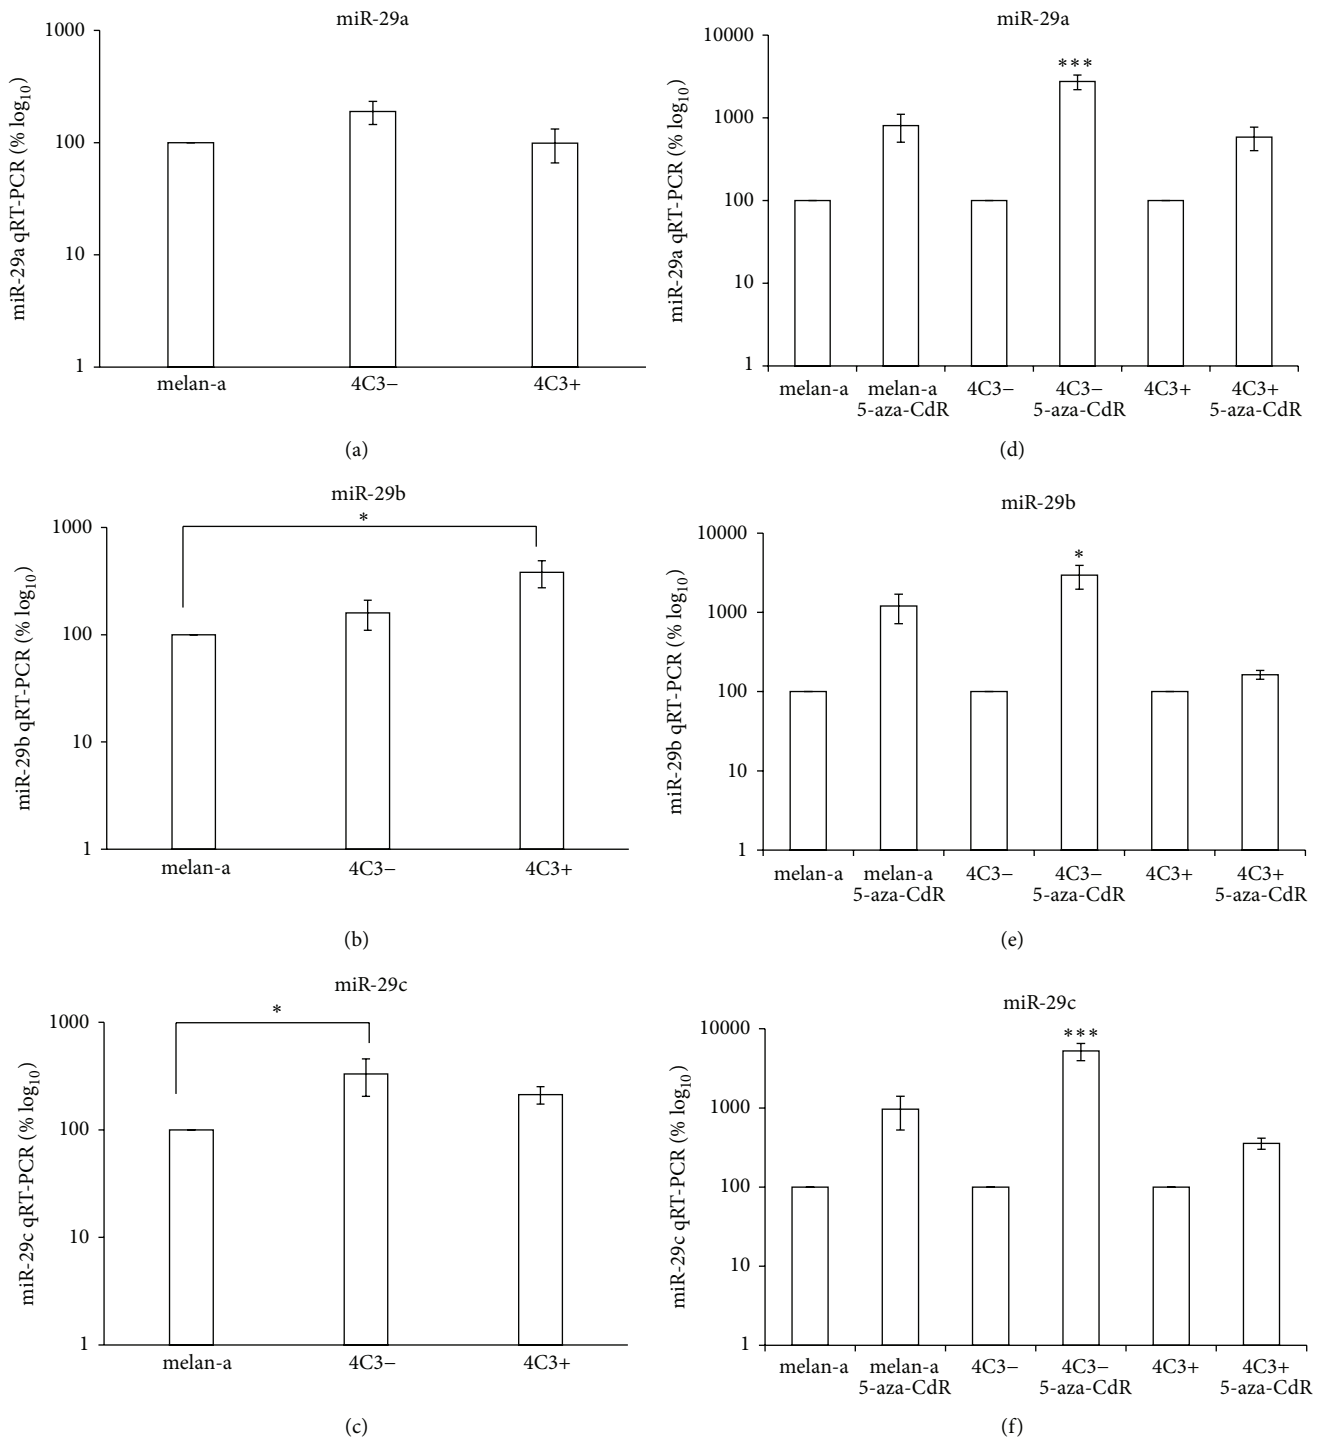 miR-29a
miR-29a qRT-PCR (% log10)
1000
100
10
1
melan-a 4C3− 4C3+
(a)
miR-29a
miR-29a qRT-PCR (% log10)
10000
1000
100
10
1
***
melan-a melan-a 4C3− 4C3− 4C3+ 4C3+
5-aza-CdR 5-aza-CdR 5-aza-CdR
(d)
miR-29b
miR-29b qRT-PCR (% log10)
1000
100
10
1
*
melan-a 4C3− 4C3+
(b)
miR-29b
miR-29b qRT-PCR (% log10)
10000
1000
100
10
1
*
melan-a melan-a 4C3− 4C3− 4C3+ 4C3+
5-aza-CdR 5-aza-CdR 5-aza-CdR
(e)
miR-29c
miR-29c qRT-PCR (% log10)
1000
100
10
1
*
melan-a 4C3− 4C3+
(c)
miR-29c
miR-29c qRT-PCR (% log10)
10000
1000
100
10
1
***
melan-a melan-a 4C3− 4C3− 4C3+ 4C3+
5-aza-CdR 5-aza-CdR 5-aza-CdR
(f)